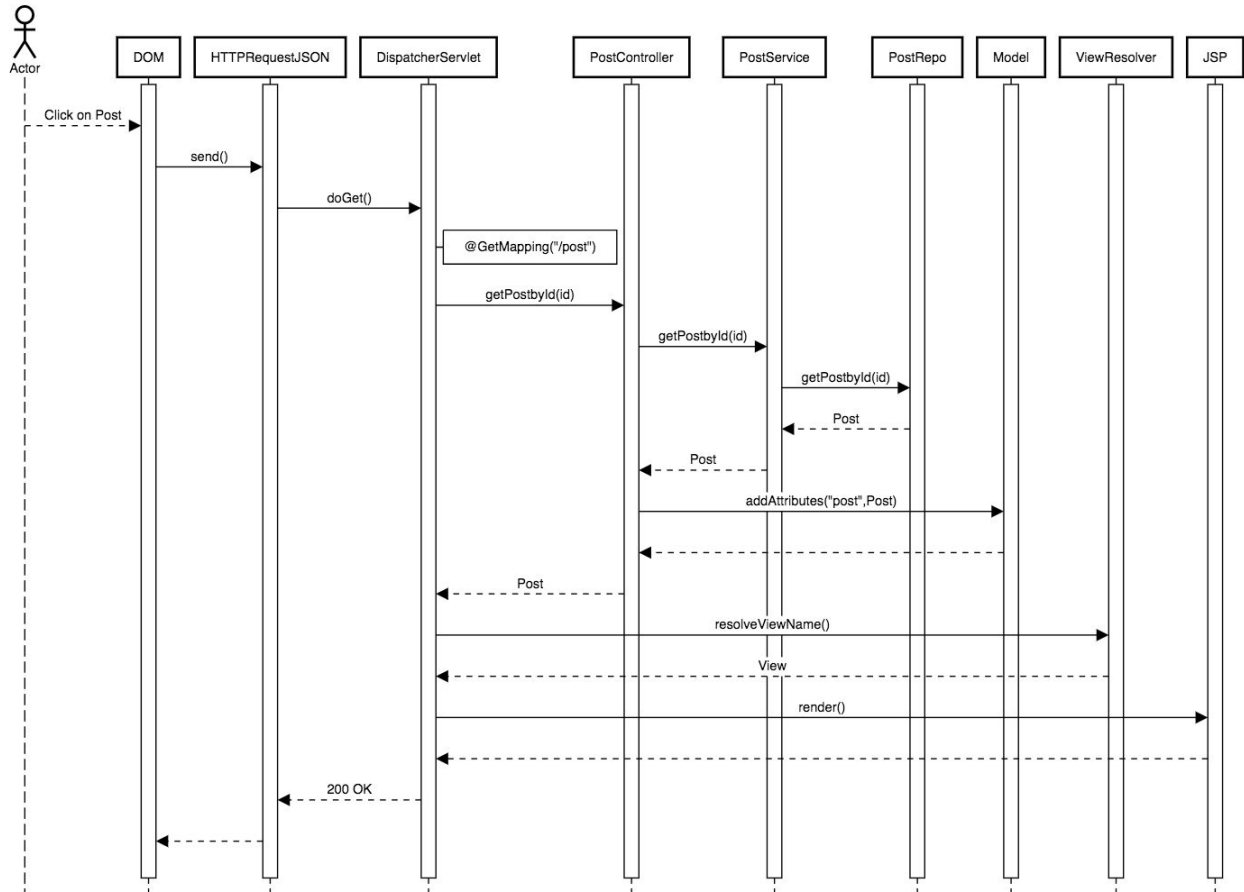 Actor
DOM
HTTPRequestJSON
DispatcherServlet
PostController
PostService
PostRepo
Model
ViewResolver
JSP
Click on Post
send()
doGet()
@GetMapping("/post")
getPostbyId(id)
getPostbyId(id)
getPostbyId(id)
Post
Post
addAttributes("post",Post)
Post
resolveViewName()
View
render()
200 OK